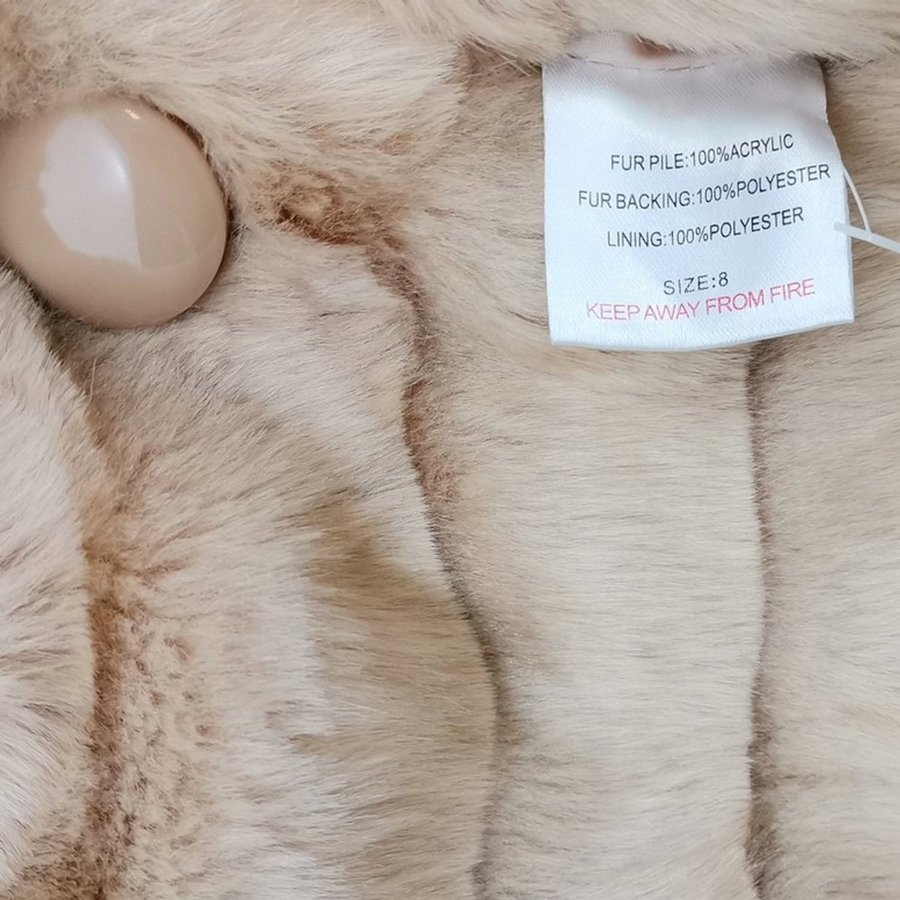 FUR PILE:100%ACRYLIC
FUR BACKING:100%POLYESTER
LINING:100%POLYESTER
SIZE:8
KEEP AWAY FROM FIRE